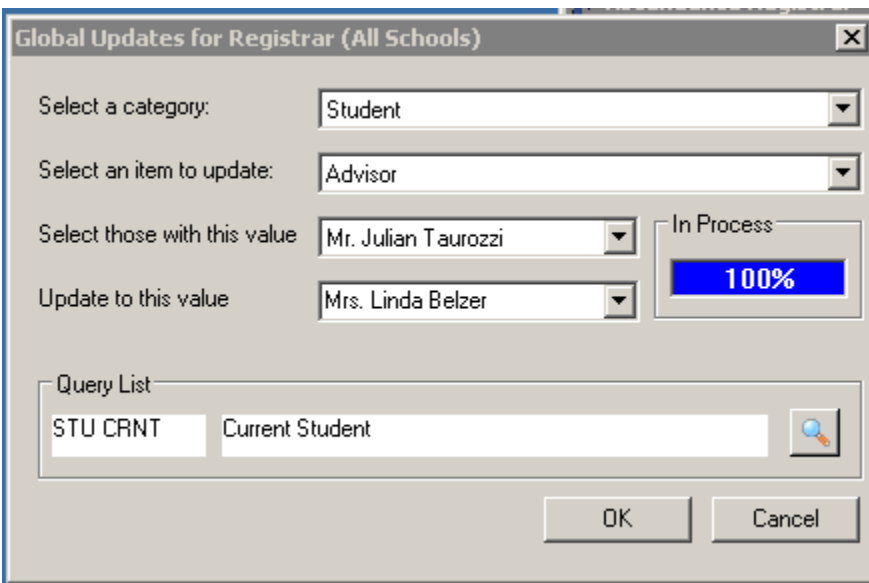 Global Updates for Registrar (All Schools)
Select a category:
Student
Select an item to update:
Advisor
Select those with this value
Mr. Julian Taurozzi
In Process
100%
Update to this value
Mrs. Linda Belzer
Query List
STU CRNT
Current Student
OK
Cancel